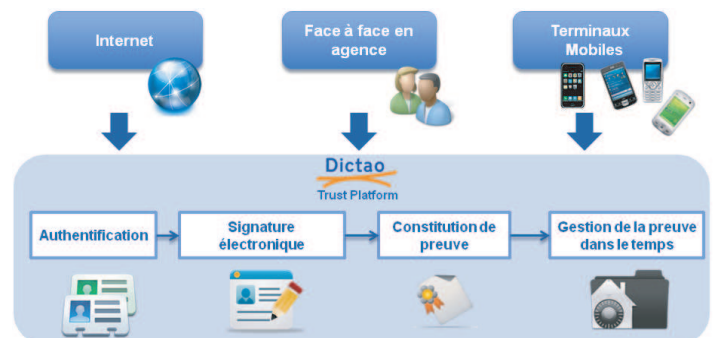 Internet
Face à face en
agence
Terminaux
Mobiles
Dictao
Trust Platform
Authentification
Signature
électronique
Constitution de
preuve
Gestion de la preuve
dans le temps